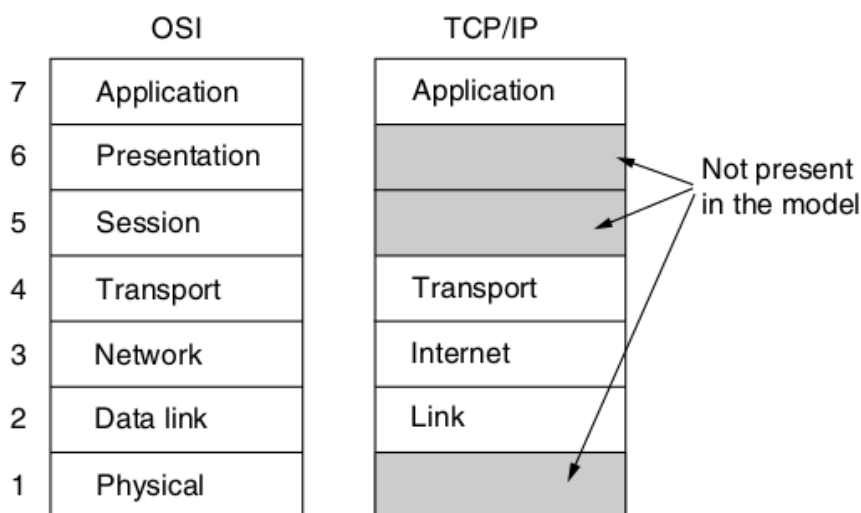 OSI TCP/IP
7 Application Application
6 Presentation
Not present
in the model
5 Session
4 Transport Transport
3 Network Internet
2 Data link Link
1 Physical